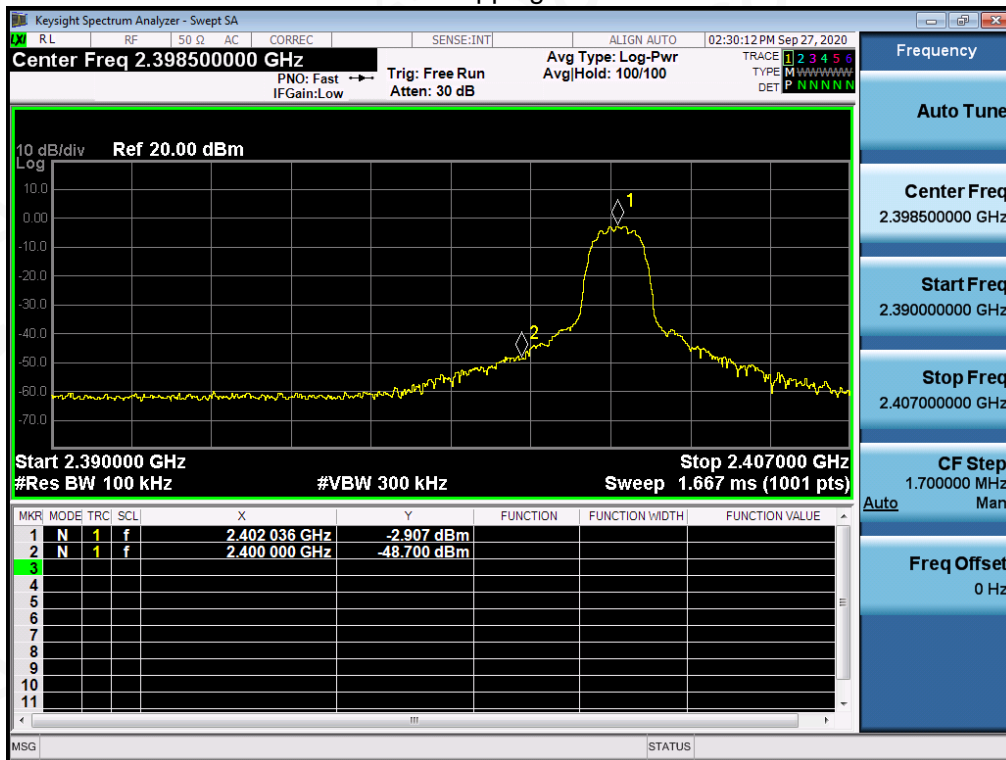 pping
Keysight Spectrum Analyzer - Swept SA
LXI RL RF 50 Ω AC CORREC SENSE:INT ALIGN AUTO 02:30:12 PM Sep 27, 2020
Center Freq 2.398500000 GHz
PNO: Fast
IFGain:Low
Trig: Free Run
Atten: 30 dB
Avg Type: Log-Pwr
Avg|Hold: 100/100
TRACE 1 2 3 4 5 6
TYPE M WWWWW
DET P N N N N N
10 dB/div Ref 20.00 dBm
Log
10.0
0.00
-10.0
-20.0
-30.0
-40.0
-50.0
-60.0
-70.0
1
2
Start 2.390000 GHz Stop 2.407000 GHz
#Res BW 100 kHz #VBW 300 kHz Sweep 1.667 ms (1001 pts)
MKR MODE TRC SCL X Y FUNCTION FUNCTION WIDTH FUNCTION VALUE
1 N 1 f 2.402 036 GHz -2.907 dBm
2 N 1 f 2.400 000 GHz -48.700 dBm
3
4
5
6
7
8
9
10
11
MSG STATUS
Frequency
Auto Tune
Center Freq
2.398500000 GHz
Start Freq
2.390000000 GHz
Stop Freq
2.407000000 GHz
CF Step
1.700000 MHz
Auto Man
Freq Offset
0 Hz